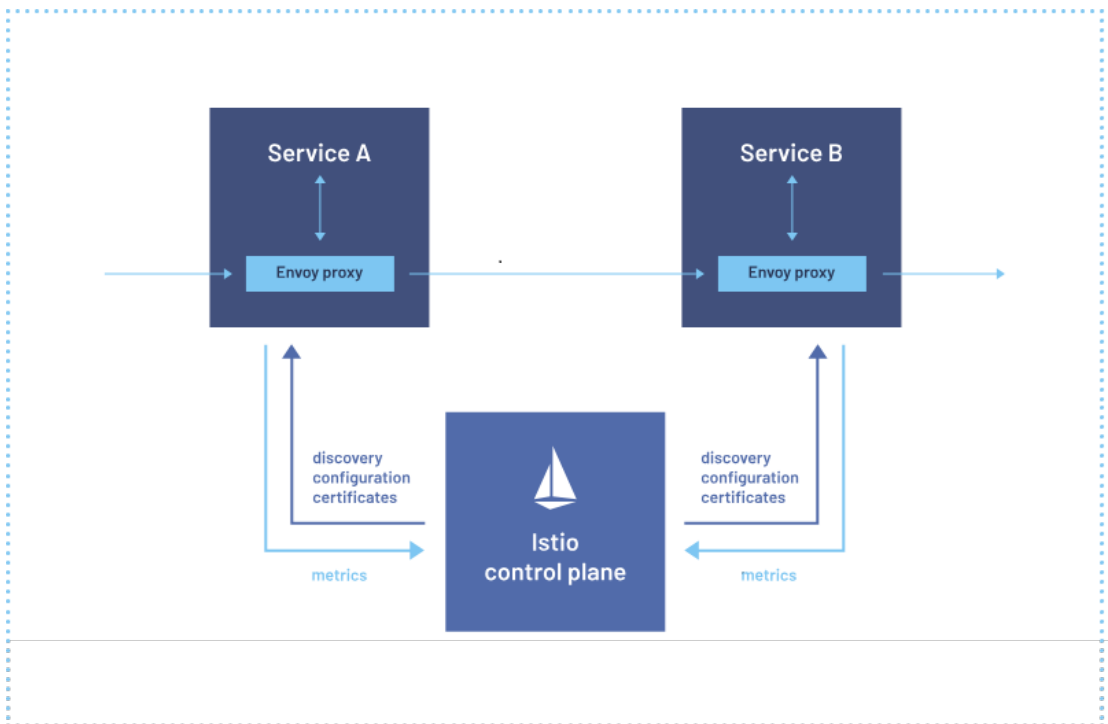 Service A
Service B
Envoy proxy
Envoy proxy
discovery
configuration
certificates
discovery
configuration
certificates
Istio
control plane
metrics
metrics